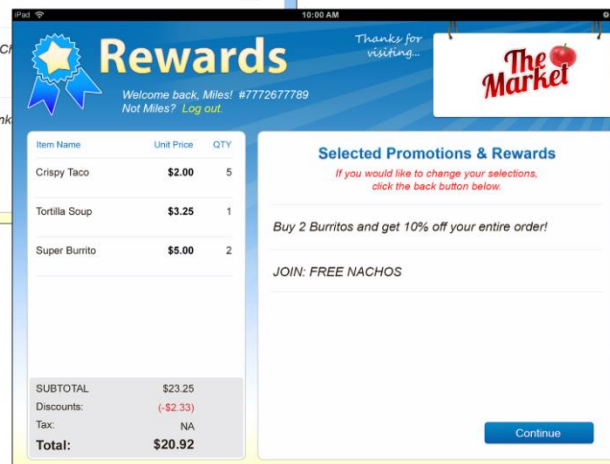 iPad 10:00 AM
Rewards
Thanks for
visiting...
The
Market
Welcome back, Miles! #7772677789
Not Miles? Log out.
Item Name Unit Price QTY
Crispy Taco $2.00 5
Tortilla Soup $3.25 1
Super Burrito $5.00 2
SUBTOTAL $23.25
Discounts: (-$2.33)
Tax: NA
Total: $20.92
Selected Promotions & Rewards
If you would like to change your selections,
click the back button below.
Buy 2 Burritos and get 10% off your entire order!
JOIN: FREE NACHOS
Continue